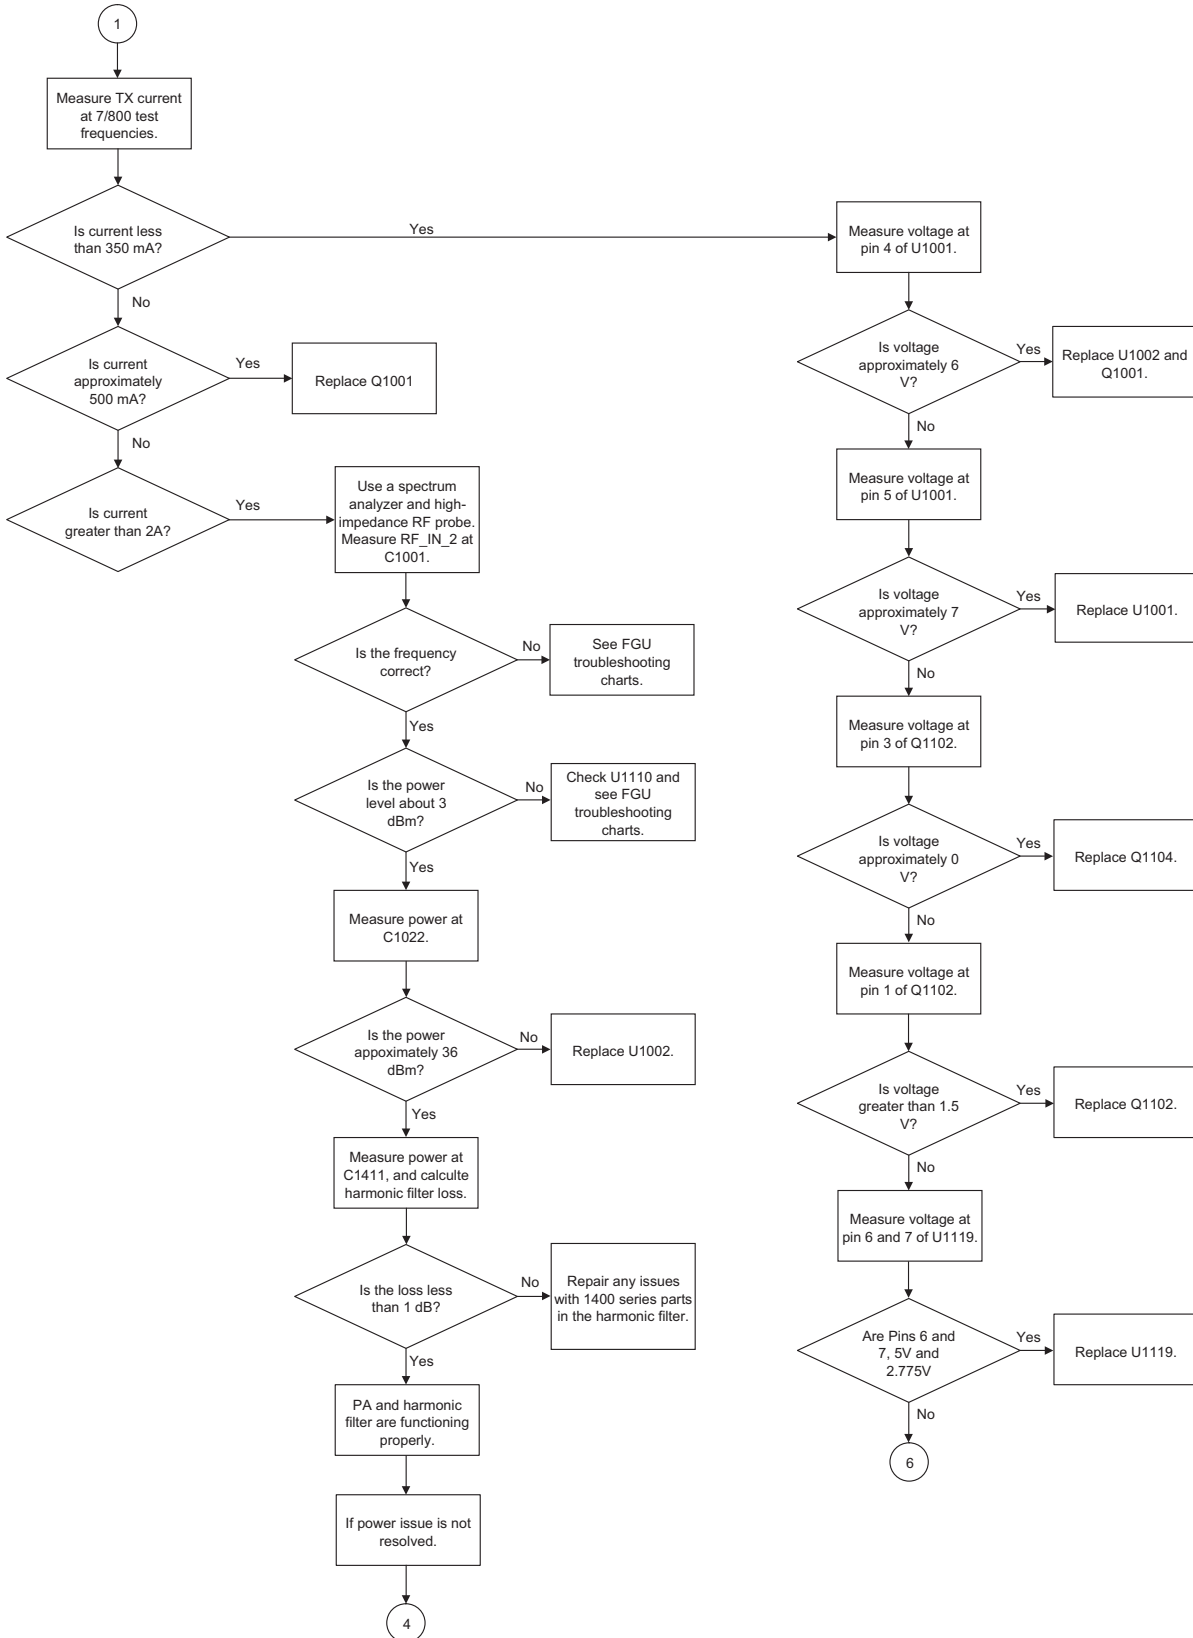 1
Measure TX current
at 7/800 test
frequencies.
Is current less
than 350 mA?
Yes
No
Is current
approximately
500 mA?
Yes
Replace Q1001
No
Is current
greater than 2A?
Yes
Use a spectrum
analyzer and high-
impedance RF probe.
Measure RF_IN_2 at
C1001.
Is the frequency
correct?
No
See FGU
troubleshooting
charts.
Yes
Is the power
level about 3
dBm?
No
Check U1110 and
see FGU
troubleshooting
charts.
Yes
Measure power at
C1022.
Is the power
appoximately 36
dBm?
No
Replace U1002.
Yes
Measure power at
C1411, and calculte
harmonic filter loss.
Is the loss less
than 1 dB?
No
Repair any issues
with 1400 series parts
in the harmonic filter.
Yes
PA and harmonic
filter are functioning
properly.
If power issue is not
resolved.
4
Measure voltage at
pin 4 of U1001.
Is voltage
approximately 6
V?
Yes
Replace U1002 and
Q1001.
No
Measure voltage at
pin 5 of U1001.
Is voltage
approximately 7
V?
Yes
Replace U1001.
No
Measure voltage at
pin 3 of Q1102.
Is voltage
approximately 0
V?
Yes
Replace Q1104.
No
Measure voltage at
pin 1 of Q1102.
Is voltage
greater than 1.5
V?
Yes
Replace Q1102.
No
Measure voltage at
pin 6 and 7 of U1119.
Are Pins 6 and
7, 5V and
2.775V
Yes
Replace U1119.
No
6